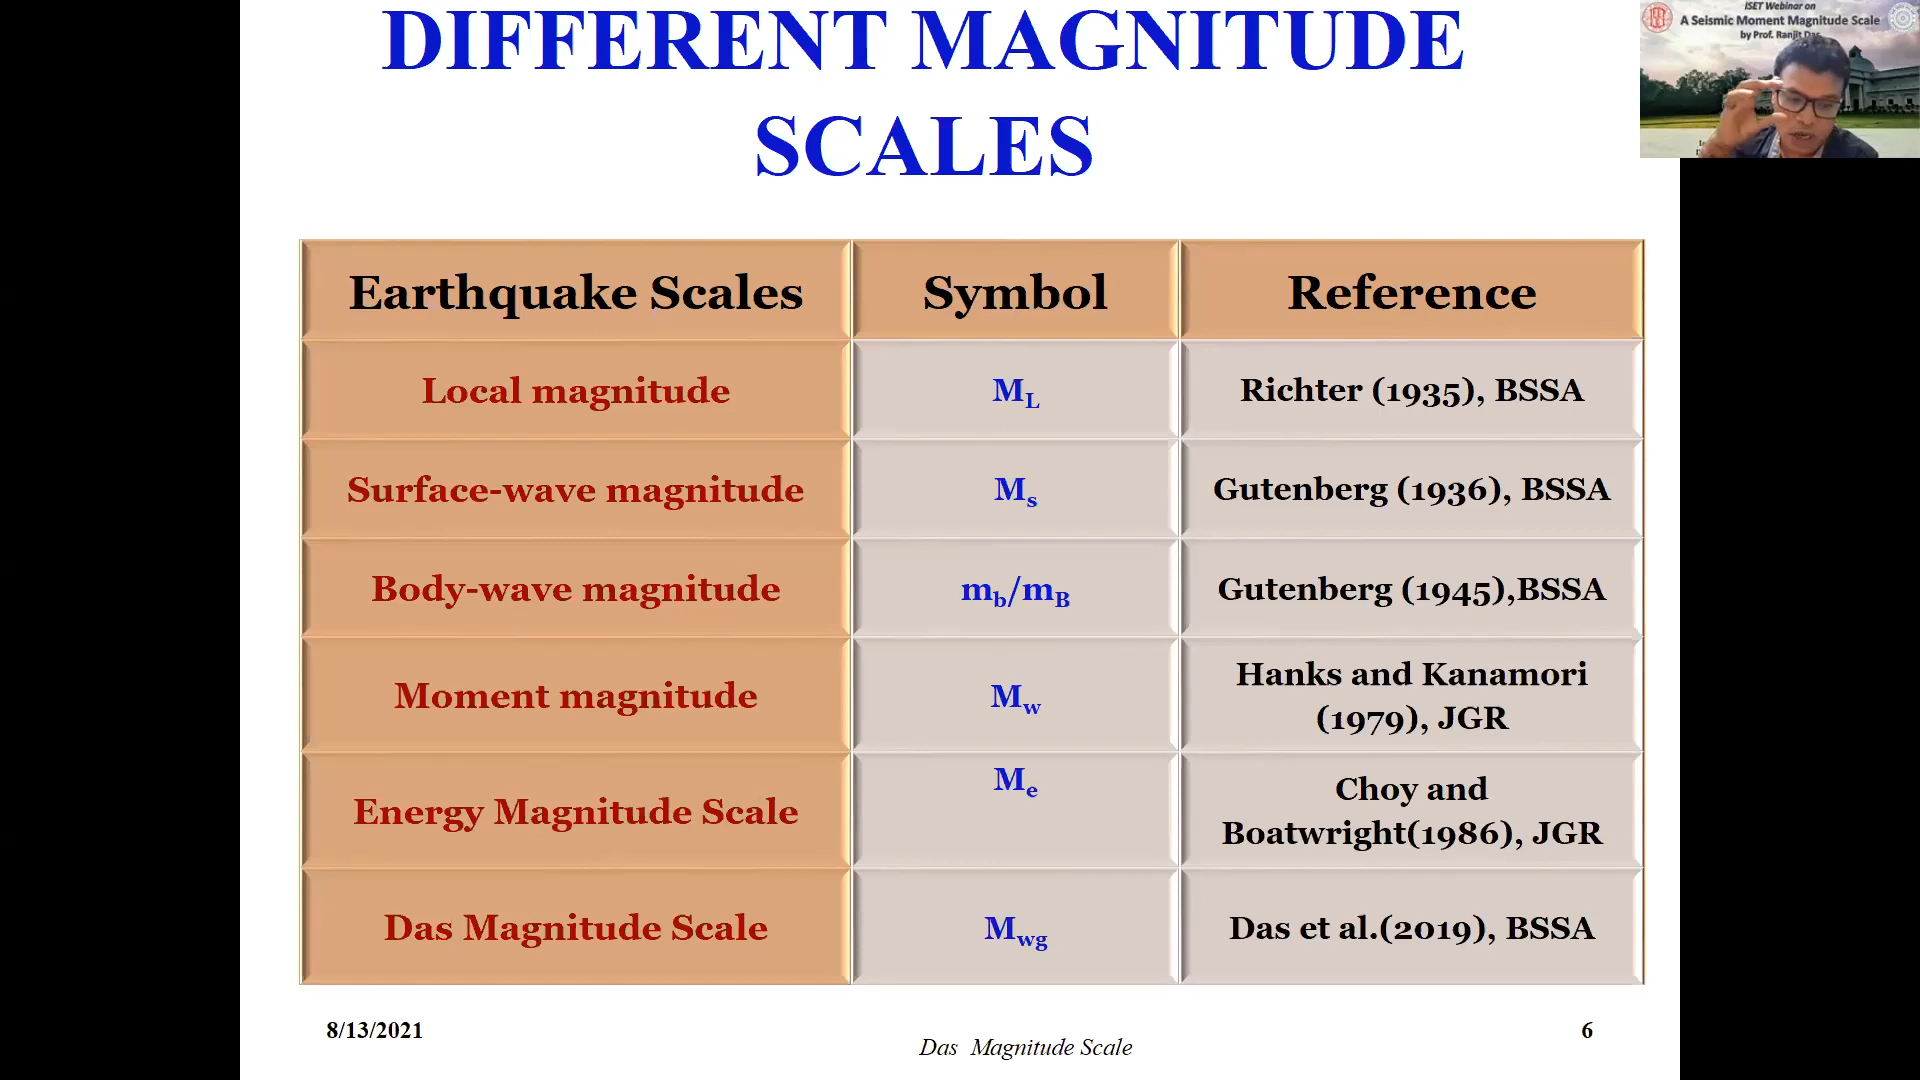 DIFFERENT MAGNITUDE
SCALES
ISET Webinar on
A Seismic Moment Magnitude Scale
by Prof. Ranjit Das
Earthquake Scales Symbol Reference
Local magnitude M_L Richter (1935), BSSA
Surface-wave magnitude M_s Gutenberg (1936), BSSA
Body-wave magnitude m_b/m_B Gutenberg (1945),BSSA
Moment magnitude M_w Hanks and Kanamori
(1979), JGR
Energy Magnitude Scale M_e Choy and
Boatwright(1986), JGR
Das Magnitude Scale M_wg Das et al.(2019), BSSA
8/13/2021
Das Magnitude Scale
6